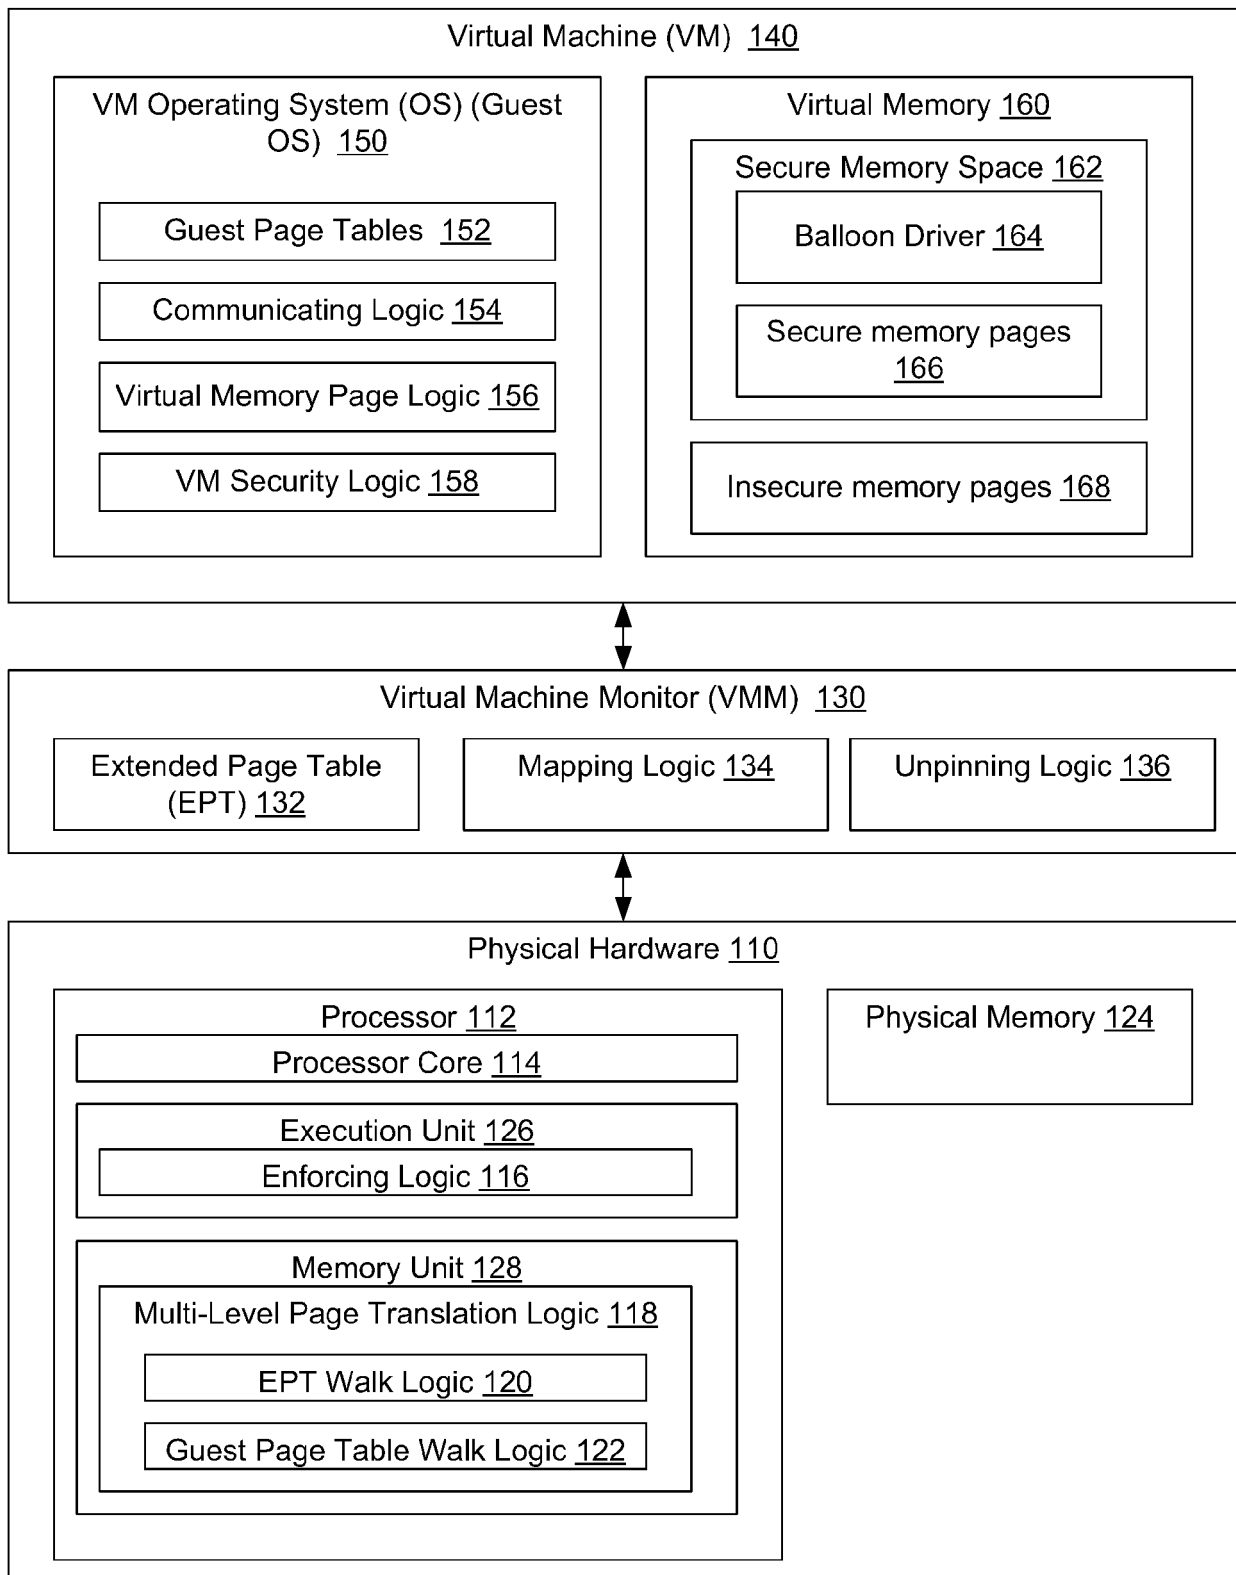 Virtual Machine (VM) 140
VM Operating System (OS) (Guest
OS) 150
Guest Page Tables 152
Communicating Logic 154
Virtual Memory Page Logic 156
VM Security Logic 158
Virtual Memory 160
Secure Memory Space 162
Balloon Driver 164
Secure memory pages
166
Insecure memory pages 168
Virtual Machine Monitor (VMM) 130
Extended Page Table
(EPT) 132
Mapping Logic 134
Unpinning Logic 136
Physical Hardware 110
Processor 112
Processor Core 114
Execution Unit 126
Enforcing Logic 116
Memory Unit 128
Multi-Level Page Translation Logic 118
EPT Walk Logic 120
Guest Page Table Walk Logic 122
Physical Memory 124